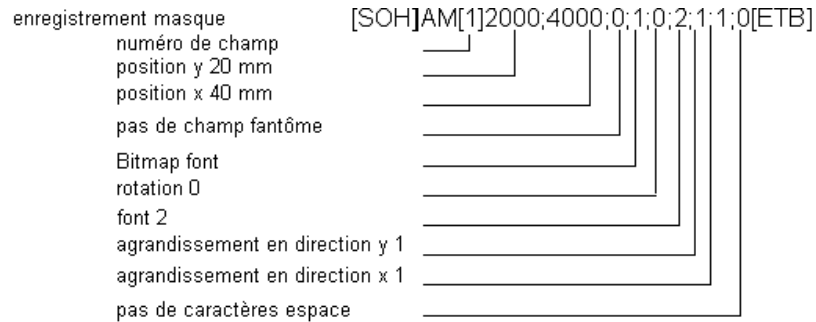 enregistrement masque [SOH]AM[1]2000;4000;0;1;0;2;1;1;0[ETB]
numéro de champ
position y 20 mm
position x 40 mm
pas de champ fantôme
Bitmap font
rotation 0
font 2
agrandissement en direction y 1
agrandissement en direction x 1
pas de caractères espace